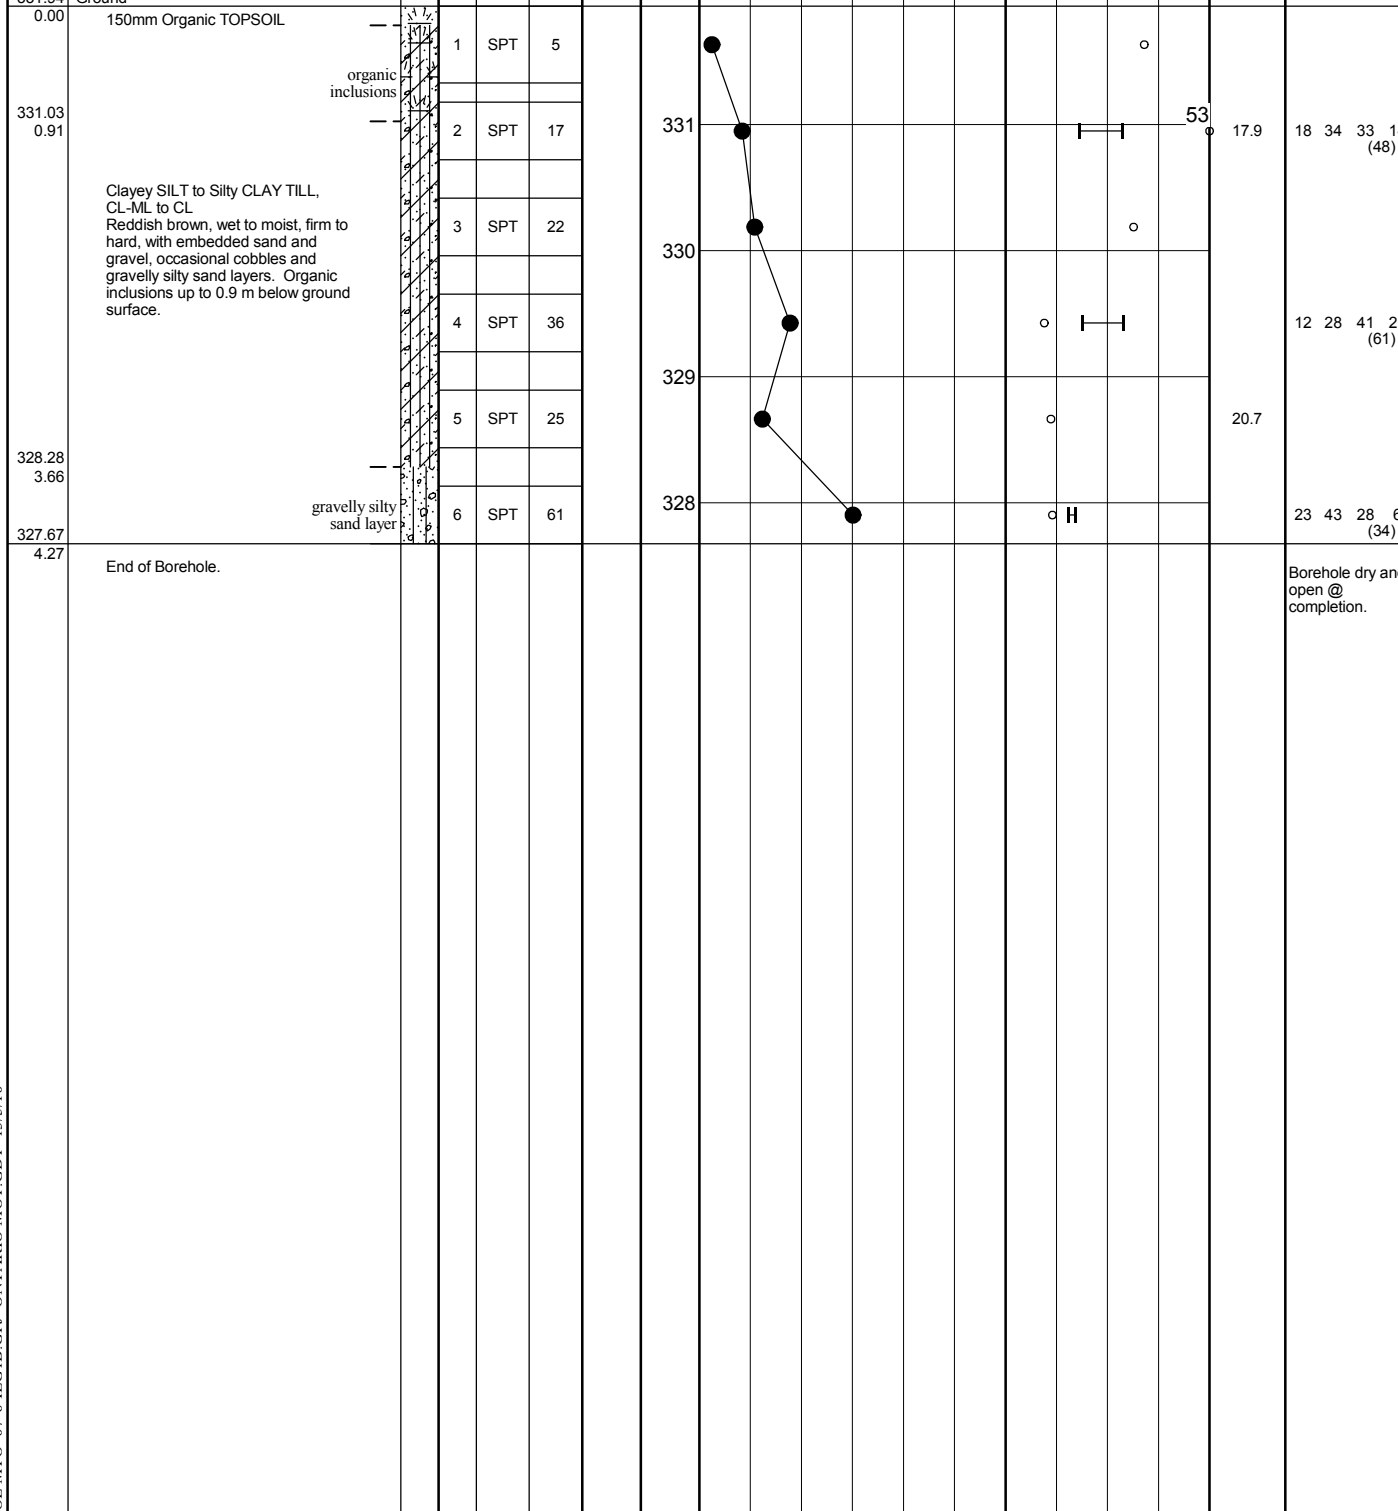 0.00
150mm Organic TOPSOIL
1 SPT 5
organic
inclusions
331.03
0.91
2 SPT 17
331
53
17.9
18 34 33
(48)
Clayey SILT to Silty CLAY TILL,
CL-ML to CL
Reddish brown, wet to moist, firm to
hard, with embedded sand and
gravel, occasional cobbles and
gravelly silty sand layers. Organic
inclusions up to 0.9 m below ground
surface.
3 SPT 22
330
4 SPT 36
12 28 41
(61)
329
5 SPT 25
20.7
328.28
3.66
gravelly silty
sand layer
328
6 SPT 61
23 43 28 6
(34)
327.67
4.27
End of Borehole.
Borehole dry and
open @
completion.